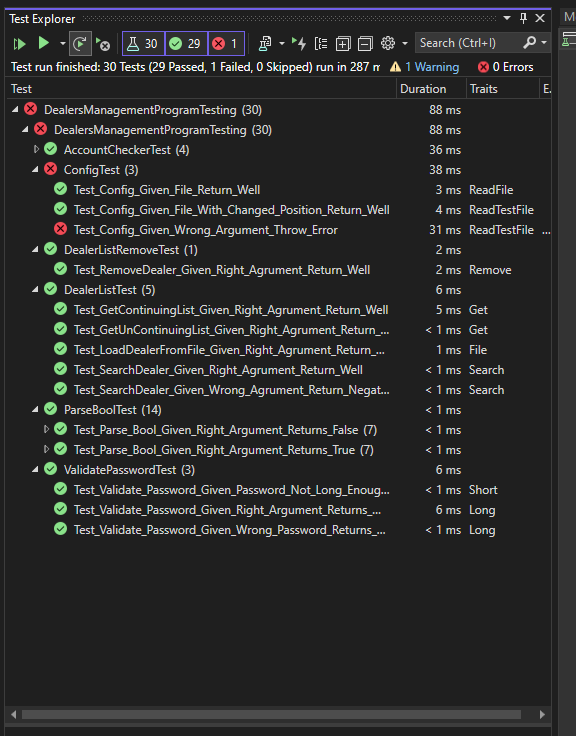 Test Explorer
30 29 1 Search (Ctrl+I)
Test run finished: 30 Tests (29 Passed, 1 Failed, 0 Skipped) run in 287 m 1 Warning 0 Errors
Test Duration Traits E.
DealersManagementProgramTesting (30) 88 ms
DealersManagementProgramTesting (30) 88 ms
AccountCheckerTest (4) 36 ms
ConfigTest (3) 38 ms
Test_Config_Given_File_Return_Well 3 ms ReadFile
Test_Config_Given_File_With_Changed_Position_Return_Well 4 ms ReadTestFile
Test_Config_Given_Wrong_Argument_Throw_Error 31 ms ReadTestFile ...
DealerListRemoveTest (1) 2 ms
Test_RemoveDealer_Given_Right_Agrument_Return_Well 2 ms Remove
DealerListTest (5) 6 ms
Test_GetContinuingList_Given_Right_Agrument_Return_Well 5 ms Get
Test_GetUnContinuingList_Given_Right_Agrument_Return_... < 1 ms Get
Test_LoadDealerFromFile_Given_Right_Agrument_Return_... 1 ms File
Test_SearchDealer_Given_Right_Agrument_Return_Well < 1 ms Search
Test_SearchDealer_Given_Wrong_Agrument_Return_Negat... < 1 ms Search
ParseBoolTest (14) < 1 ms
Test_Parse_Bool_Given_Right_Argument_Returns_False (7) < 1 ms
Test_Parse_Bool_Given_Right_Argument_Returns_True (7) < 1 ms
ValidatePasswordTest (3) 6 ms
Test_Validate_Password_Given_Password_Not_Long_Enoug... < 1 ms Short
Test_Validate_Password_Given_Right_Argument_Returns_... 6 ms Long
Test_Validate_Password_Given_Wrong_Password_Returns_... < 1 ms Long